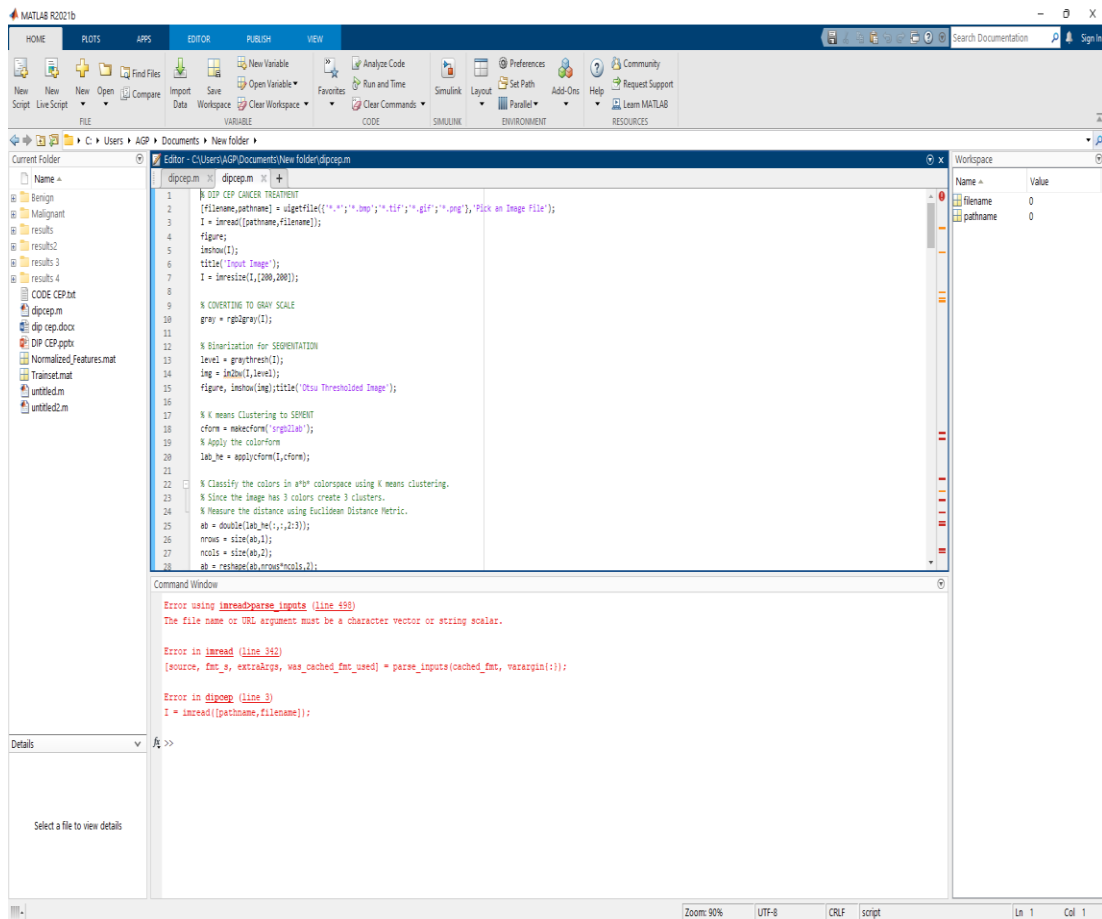 MATLAB R2021b
HOME PLOTS APPS EDITOR PUBLISH VIEW Search Documentation Sign In
New Script
New Live Script
New
Open
Find Files
Compare
FILE
Import Data
Save Workspace
New Variable
Open Variable
Clear Workspace
VARIABLE
Favorites
Analyze Code
Run and Time
Clear Commands
CODE
Simulink
SIMULINK
Layout
Preferences
Set Path
Parallel
Add-Ons
ENVIRONMENT
Help
Community
Request Support
Learn MATLAB
RESOURCES
C: Users AGP Documents New folder
Current Folder
Name
Benign
Malignant
results
results2
results 3
results 4
CODE CEP.txt
dipcep.m
dip cep.docx
DIP CEP.pptx
Normalized_Features.mat
Trainset.mat
untitled.m
untitled2.m
Details
Select a file to view details
Editor - C:\Users\AGP\Documents\New folder\dipcep.m
dipcep.m dipcep.m
1 % DIP CEP CANCER TREATMENT
2 [filename,pathname] = uigetfile({'*.*';'*.bmp';'*.tif';'*.gif';'*.png'},'Pick an Image File');
3 I = imread([pathname,filename]);
4 figure;
5 imshow(I);
6 title('Input Image');
7 I = imresize(I,[200,200]);
8
9 % COVERTING TO GRAY SCALE
10 gray = rgb2gray(I);
11
12 % Binarization for SEGMENTATION
13 level = graythresh(I);
14 img = im2bw(I,level);
15 figure, imshow(img);title('Otsu Thresholded Image');
16
17 % K means Clustering to SEMENT
18 cform = makecform('srgb2lab');
19 % Apply the colorform
20 lab_he = applycform(I,cform);
21
22 % Classify the colors in a*b* colorspace using K means clustering.
23 % Since the image has 3 colors create 3 clusters.
24 % Measure the distance using Euclidean Distance Metric.
25 ab = double(lab_he(:,:,2:3));
26 nrows = size(ab,1);
27 ncols = size(ab,2);
28 ab = reshape(ab,nrows*ncols,2);
Command Window
Error using imread>parse_inputs (line 498)
The file name or URL argument must be a character vector or string scalar.
Error in imread (line 342)
[source, fmt_s, extraArgs, was_cached_fmt_used] = parse_inputs(cached_fmt, varargin{:});
Error in dipcep (line 3)
I = imread([pathname,filename]);
fx >>
Workspace
Name Value
filename 0
pathname 0
Zoom: 90% UTF-8 CRLF script Ln 1 Col 1